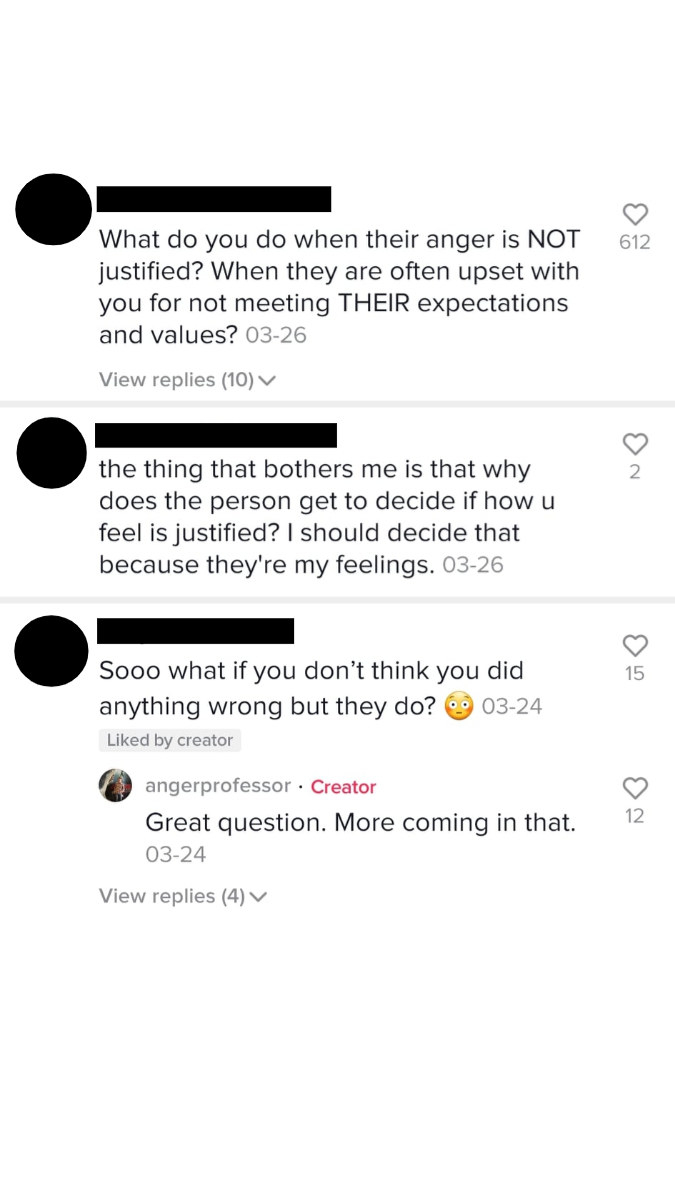 What do you do when their anger is NOT
612
justified? When they are often upset with
you for not meeting THEIR expectations
and values? 03-26
View replies (10)
the thing that bothers me is that why
2
does the person get to decide if how u
feel is justified? I should decide that
because they're my feelings. 03-26
Sooo what if you don’t think you did
15
anything wrong but they do? 😳 03-24
Liked by creator
angerprofessor · Creator
Great question. More coming in that.
12
03-24
View replies (4)